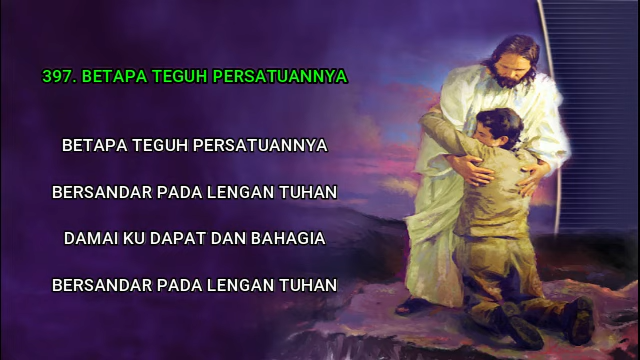 397. BETAPA TEGUH PERSATUANNYA
BETAPA TEGUH PERSATUANNYA
BERSANDAR PADA LENGAN TUHAN
DAMAI KU DAPAT DAN BAHAGIA
BERSANDAR PADA LENGAN TUHAN